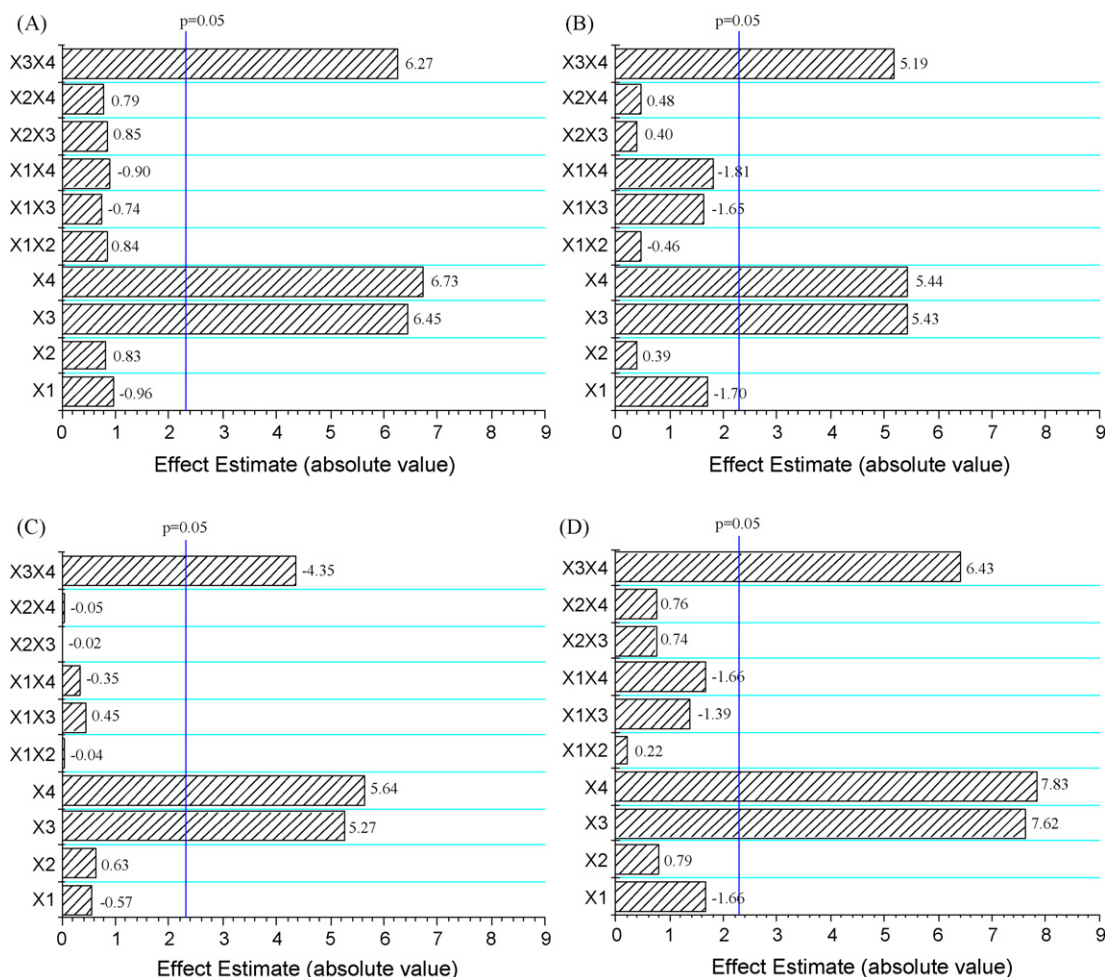 (A)
p=0.05
X3X4
6.27
X2X4
0.79
X2X3
0.85
X1X4
-0.90
X1X3
-0.74
X1X2
0.84
X4
6.73
X3
6.45
X2
0.83
X1
-0.96
0 1 2 3 4 5 6 7 8 9
Effect Estimate (absolute value)
(B)
p=0.05
X3X4
5.19
X2X4
0.48
X2X3
0.40
X1X4
-1.81
X1X3
-1.65
X1X2
-0.46
X4
5.44
X3
5.43
X2
0.39
X1
-1.70
0 1 2 3 4 5 6 7 8 9
Effect Estimate (absolute value)
(C)
p=0.05
X3X4
-4.35
X2X4
-0.05
X2X3
-0.02
X1X4
-0.35
X1X3
0.45
X1X2
-0.04
X4
5.64
X3
5.27
X2
0.63
X1
-0.57
0 1 2 3 4 5 6 7 8 9
Effect Estimate (absolute value)
(D)
p=0.05
X3X4
6.43
X2X4
0.76
X2X3
0.74
X1X4
-1.66
X1X3
-1.39
X1X2
0.22
X4
7.83
X3
7.62
X2
0.79
X1
-1.66
0 1 2 3 4 5 6 7 8 9
Effect Estimate (absolute value)